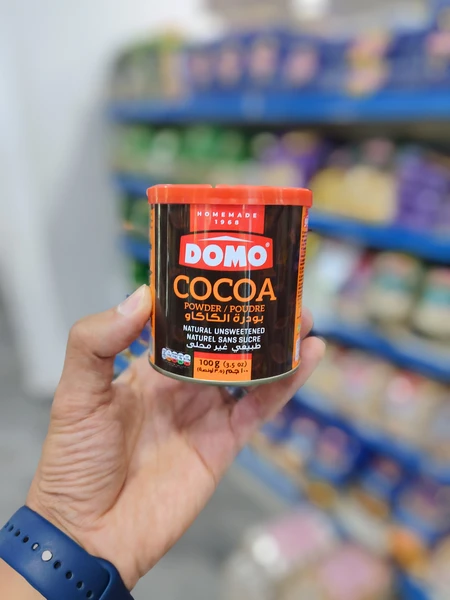 HOMEMADE
1968
DOMO®
COCOA
POWDER / POUDRE
بودرة الكاكاو
NATURAL UNSWEETENED
NATUREL SANS SUCRE
طبيعي غير محلى
100 g (3.5 oz)